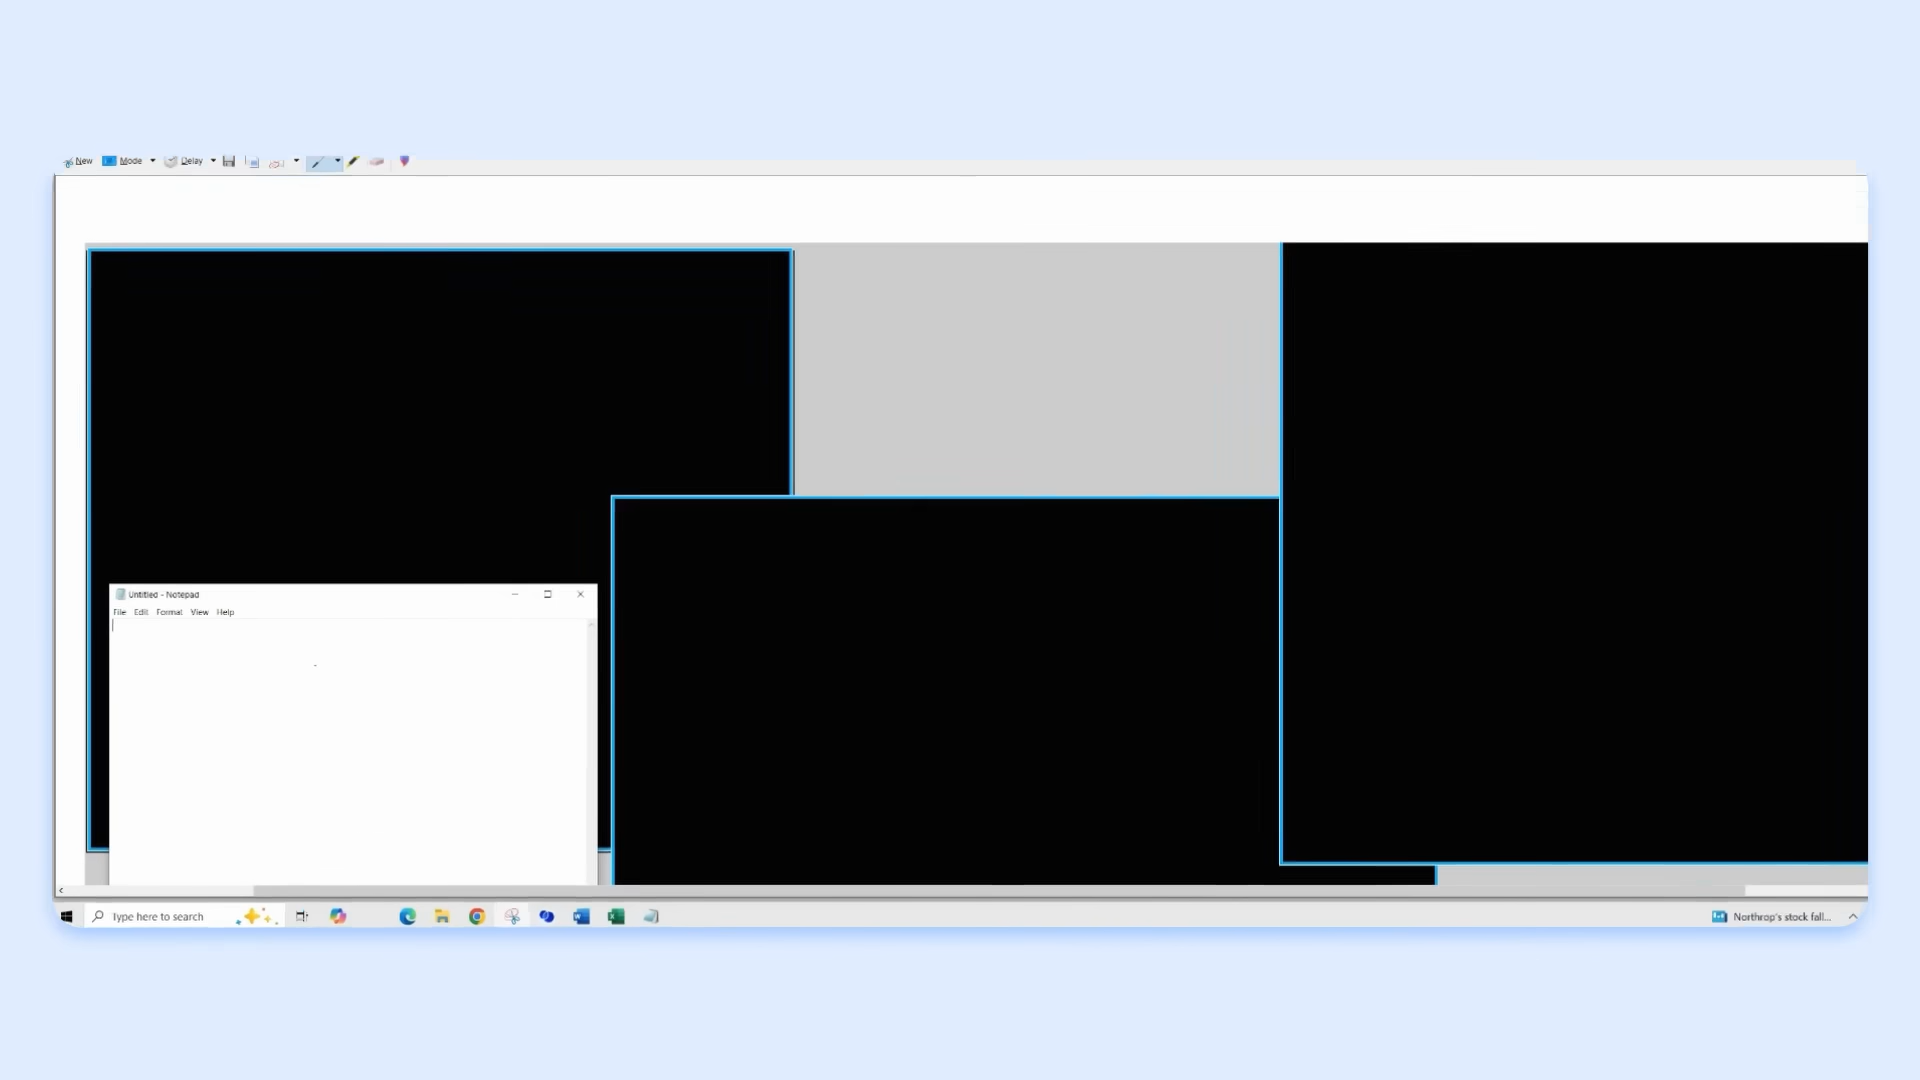 New Mode Delay
Untitled - Notepad
File Edit Format View Help
Type here to search
Northrop's stock fall...